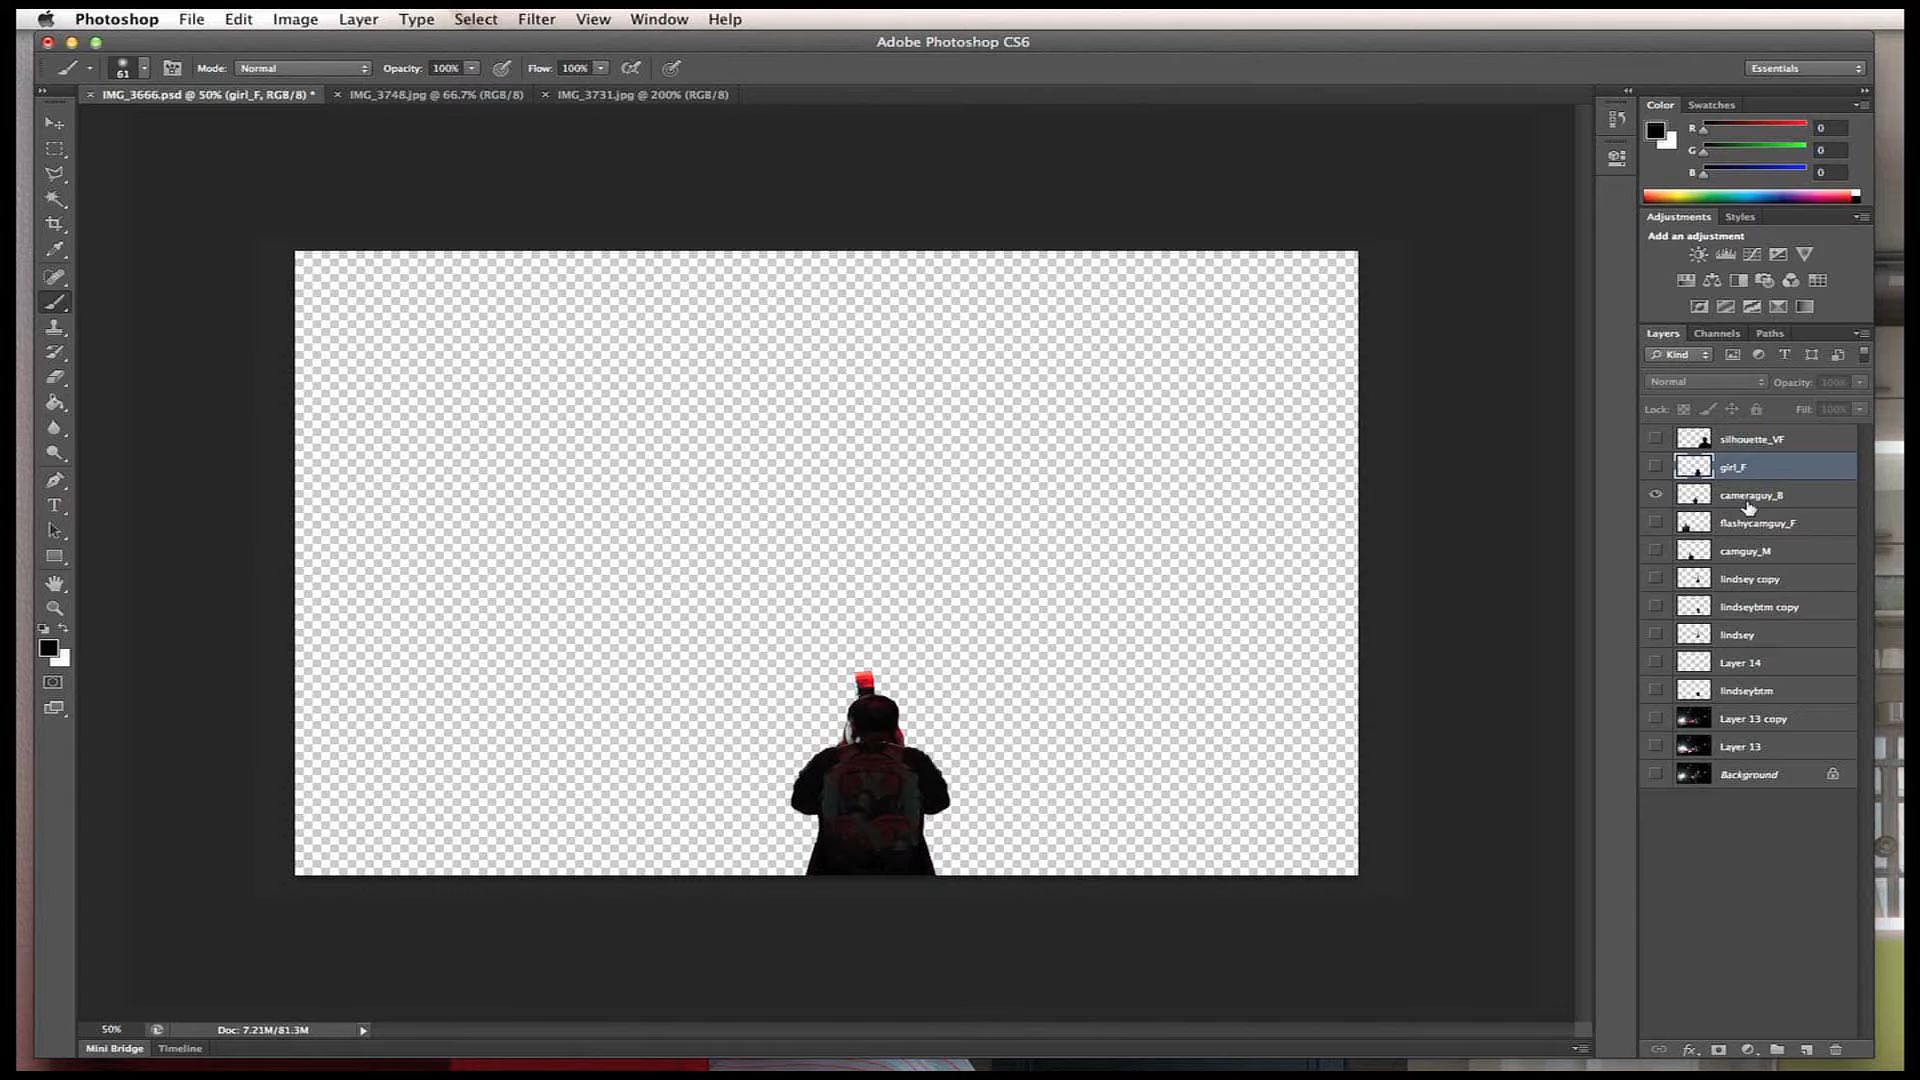 Photoshop File Edit Image Layer Type Select Filter View Window Help
Adobe Photoshop CS6
61 Mode: Normal Opacity: 100% Flow: 100% Essentials
× IMG_3666.psd @ 50% (girl_F, RGB/8) * × IMG_3748.jpg @ 66.7% (RGB/8) × IMG_3731.jpg @ 200% (RGB/8)
Color Swatches
R 0
G 0
B 0
Adjustments Styles
Add an adjustment
Layers Channels Paths
Kind T
Normal Opacity: 100%
Lock: Fill: 100%
silhouette_VF
girl_F
cameraguy_B
flashycamguy_F
camguy_M
lindsey copy
lindseybtm copy
lindsey
Layer 14
lindseybtm
Layer 13 copy
Layer 13
Background
T
50% Doc: 7.21M/81.3M
Mini Bridge Timeline
fx